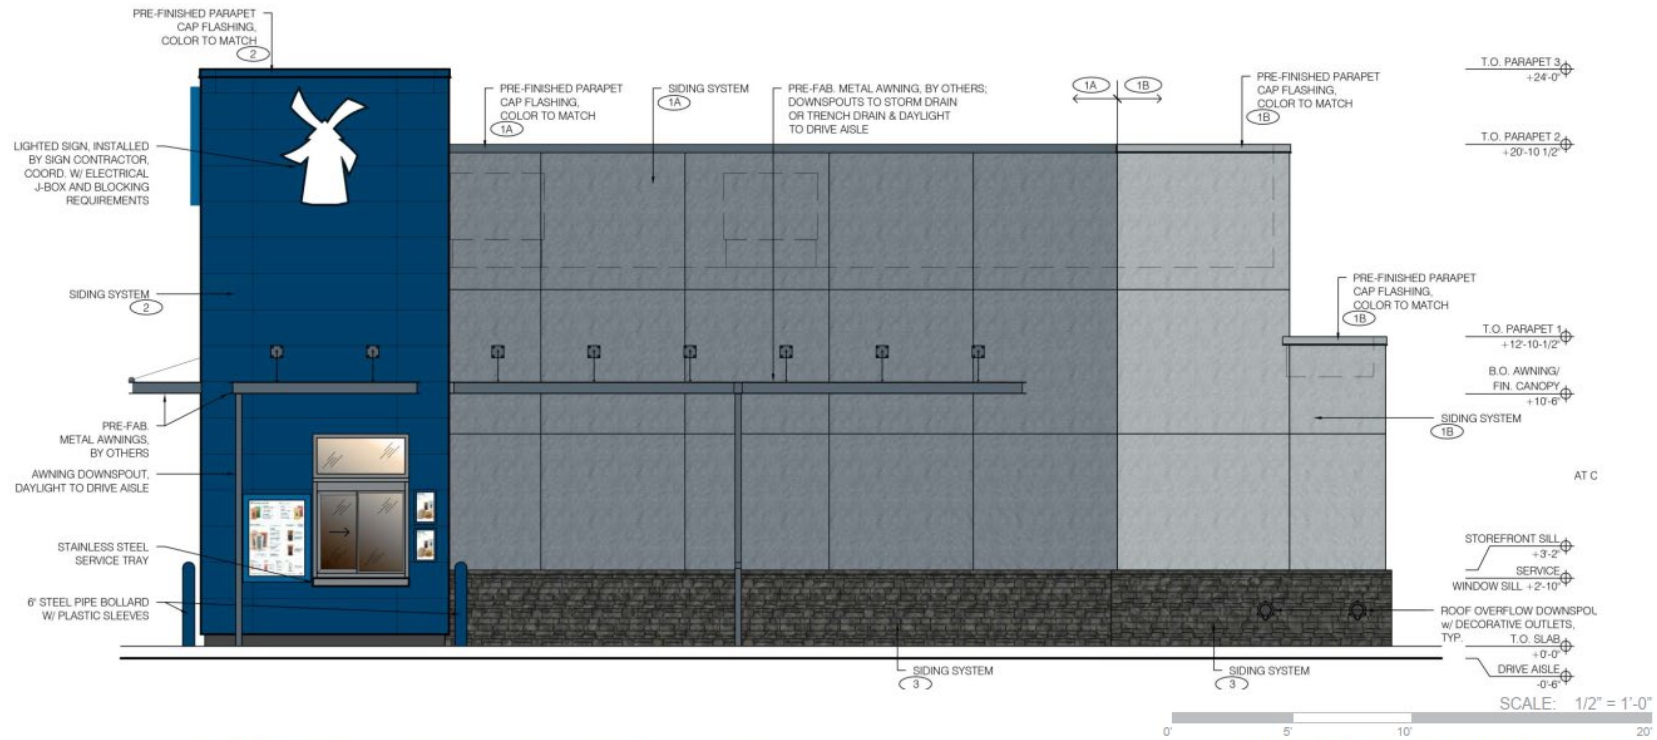 PRE-FINISHED PARAPET
CAP FLASHING,
COLOR TO MATCH
2
LIGHTED SIGN, INSTALLED
BY SIGN CONTRACTOR,
COORD. W/ ELECTRICAL
J-BOX AND BLOCKING
REQUIREMENTS
SIDING SYSTEM
2
PRE-FAB.
METAL AWNINGS,
BY OTHERS
AWNING DOWNSPOUT,
DAYLIGHT TO DRIVE AISLE
STAINLESS STEEL
SERVICE TRAY
6" STEEL PIPE BOLLARD
W/ PLASTIC SLEEVES
PRE-FINISHED PARAPET
CAP FLASHING,
COLOR TO MATCH
1A
SIDING SYSTEM
1A
PRE-FAB. METAL AWNING, BY OTHERS;
DOWNSPOUTS TO STORM DRAIN
OR TRENCH DRAIN & DAYLIGHT
TO DRIVE AISLE
1A 1B
PRE-FINISHED PARAPET
CAP FLASHING,
COLOR TO MATCH
1B
PRE-FINISHED PARAPET
CAP FLASHING,
COLOR TO MATCH
1B
SIDING SYSTEM
1B
SIDING SYSTEM
3
SIDING SYSTEM
3
T.O. PARAPET 3
+24'-0"
T.O. PARAPET 2
+20'-10 1/2"
T.O. PARAPET 1
+12'-10-1/2"
B.O. AWNING/
FIN. CANOPY
+10'-6"
AT C
STOREFRONT SILL
+3'-2"
SERVICE
WINDOW SILL +2'-10"
ROOF OVERFLOW DOWNSPOU
w/ DECORATIVE OUTLETS,
TYP.
T.O. SLAB
+0'-0"
DRIVE AISLE
-0'-6"
SCALE: 1/2" = 1'-0"
0' 5' 10' 20'